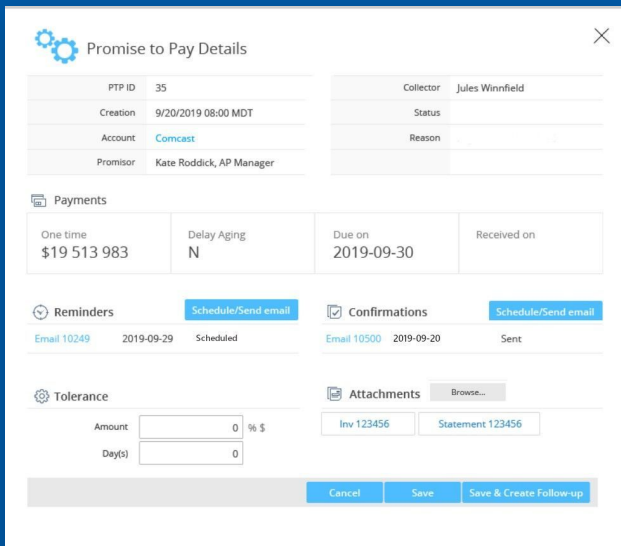 Promise to Pay Details
PTP ID 35
Collector Jules Winnfield
Creation 9/20/2019 08:00 MDT
Status
Account Comcast
Reason
Promisor Kate Roddick, AP Manager
Payments
One time Delay Aging Due on Received on
$19 513 983 N 2019-09-30
Reminders Schedule/Send email
Confirmations Schedule/Send email
Email 10249 2019-09-29 Scheduled
Email 10500 2019-09-20 Sent
Tolerance
Attachments Browse...
Amount 0 % $
Inv 123456 Statement 123456
Day(s) 0
Cancel Save Save & Create Follow-up